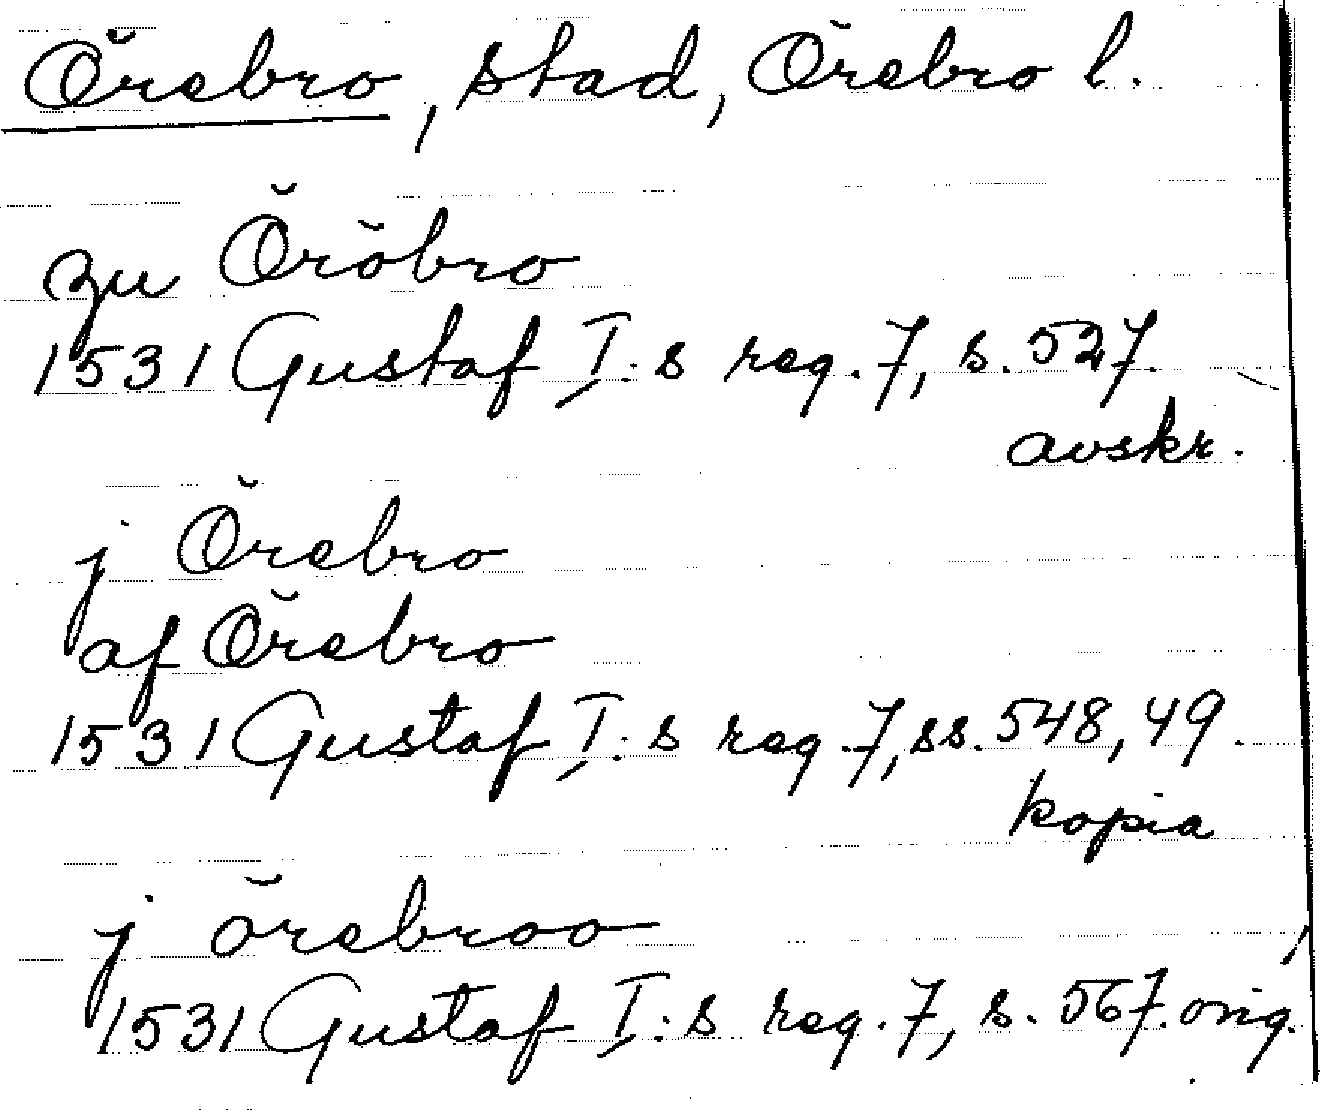 Örebro, stad, Örebro l.
zu Öröbro
1531 Gustaf I:s reg. 7, s. 527.
avskr.
j Örebro
af Örebro
1531 Gustaf I:s reg. 7, ss. 548, 49.
kopia
j örebroo
1531 Gustaf I:s reg. 7, s. 567. orig.